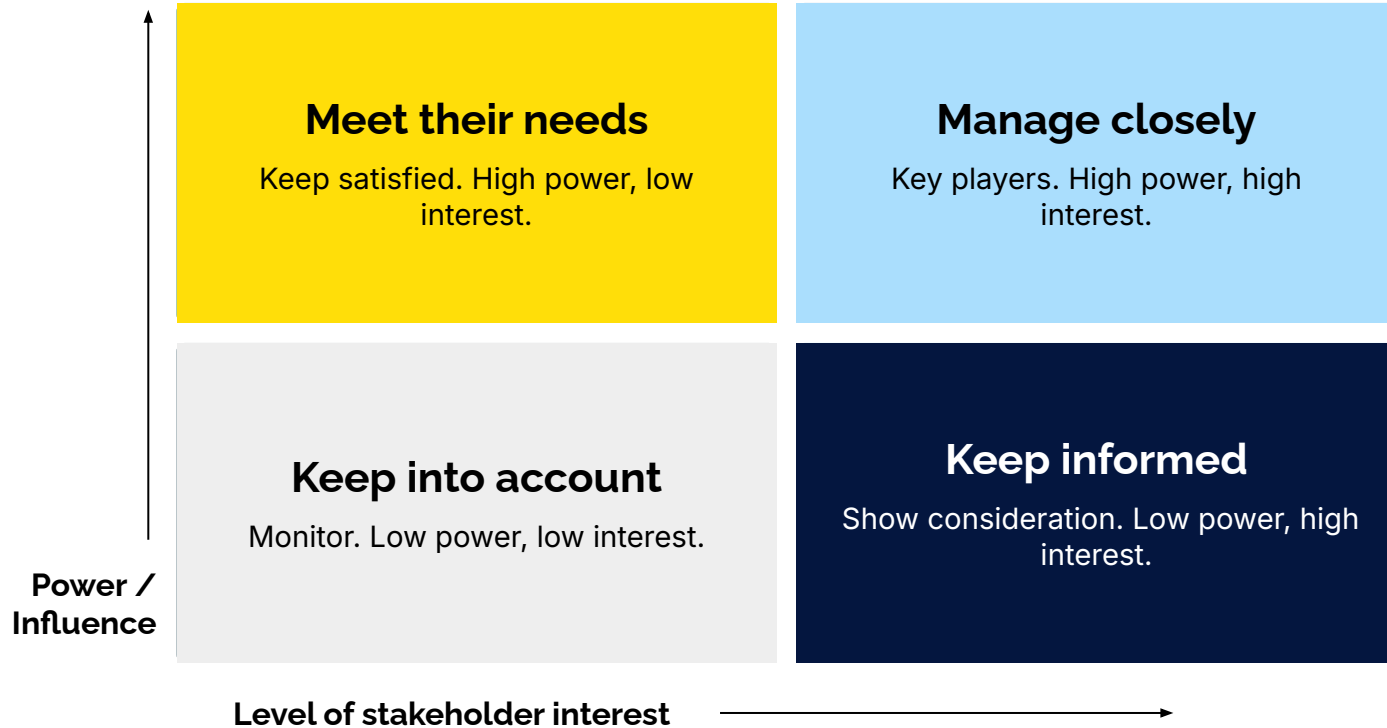 Meet their needs
Keep satisfied. High power, low
interest.
Manage closely
Key players. High power, high
interest.
Keep into account
Monitor. Low power, low interest.
Keep informed
Show consideration. Low power, high
interest.
Power /
Influence
Level of stakeholder interest